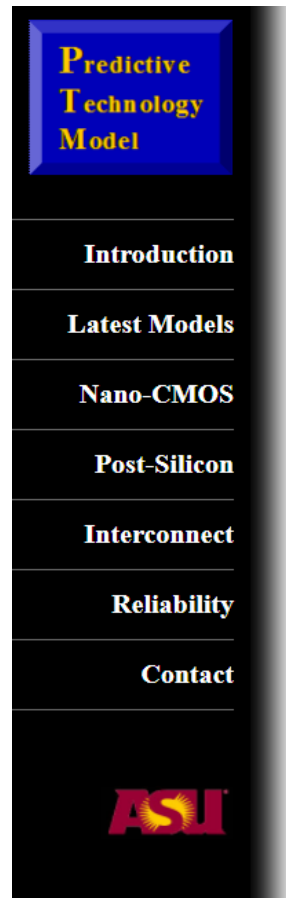 Predictive
Technology
Model
Introduction
Latest Models
Nano-CMOS
Post-Silicon
Interconnect
Reliability
Contact
ASU